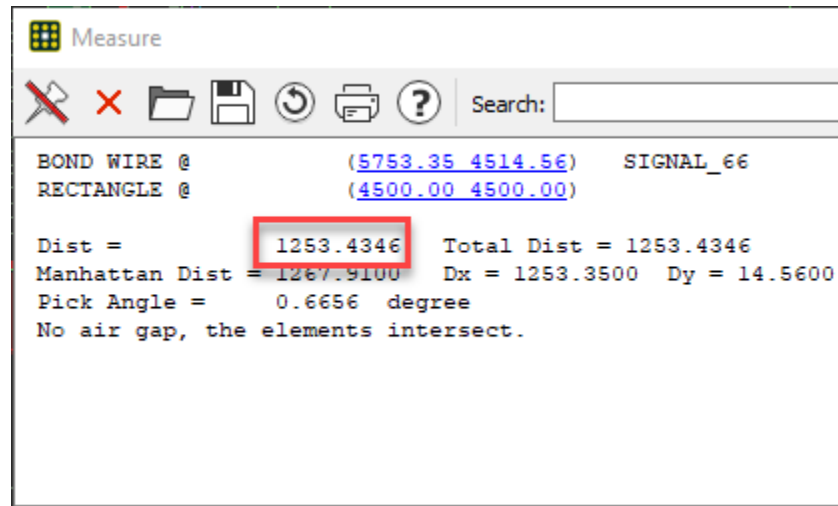 Measure
Search:
BOND WIRE @ (5753.35 4514.56) SIGNAL_66
RECTANGLE @ (4500.00 4500.00)
Dist = 1253.4346 Total Dist = 1253.4346
Manhattan Dist = 1267.9100 Dx = 1253.3500 Dy = 14.5600
Pick Angle = 0.6656 degree
No air gap, the elements intersect.